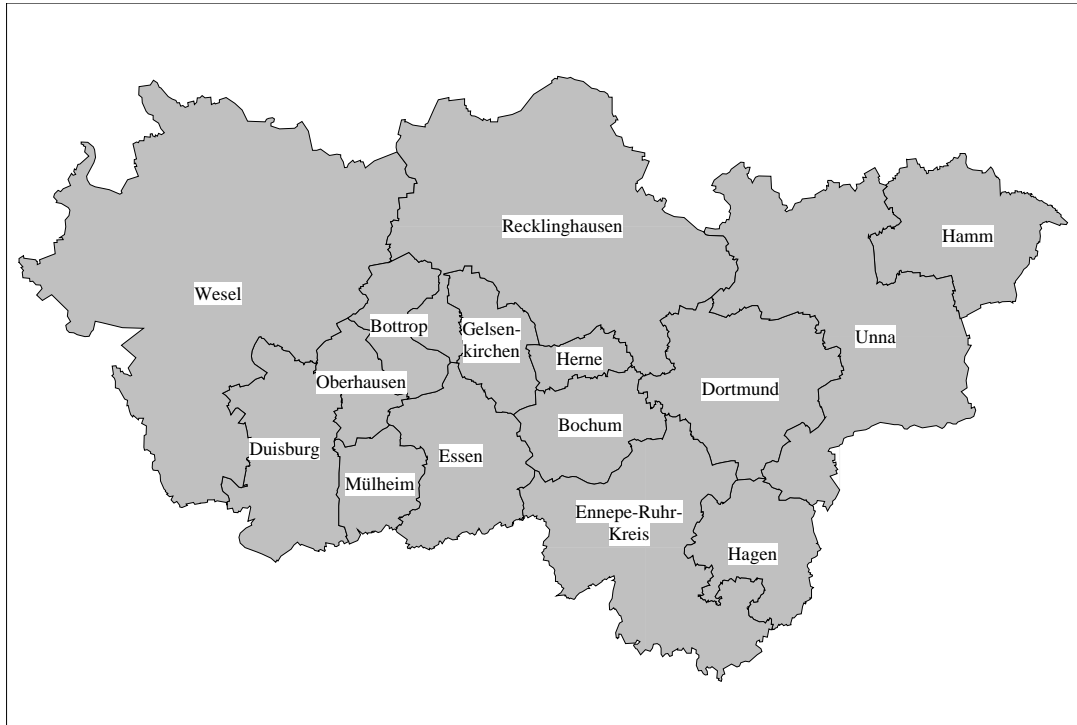 Recklinghausen
Hamm
Wesel
Bottrop
Gelsen-
kirchen
Unna
Herne
Oberhausen
Dortmund
Bochum
Duisburg
Essen
Mülheim
Ennepe-Ruhr-
Kreis
Hagen